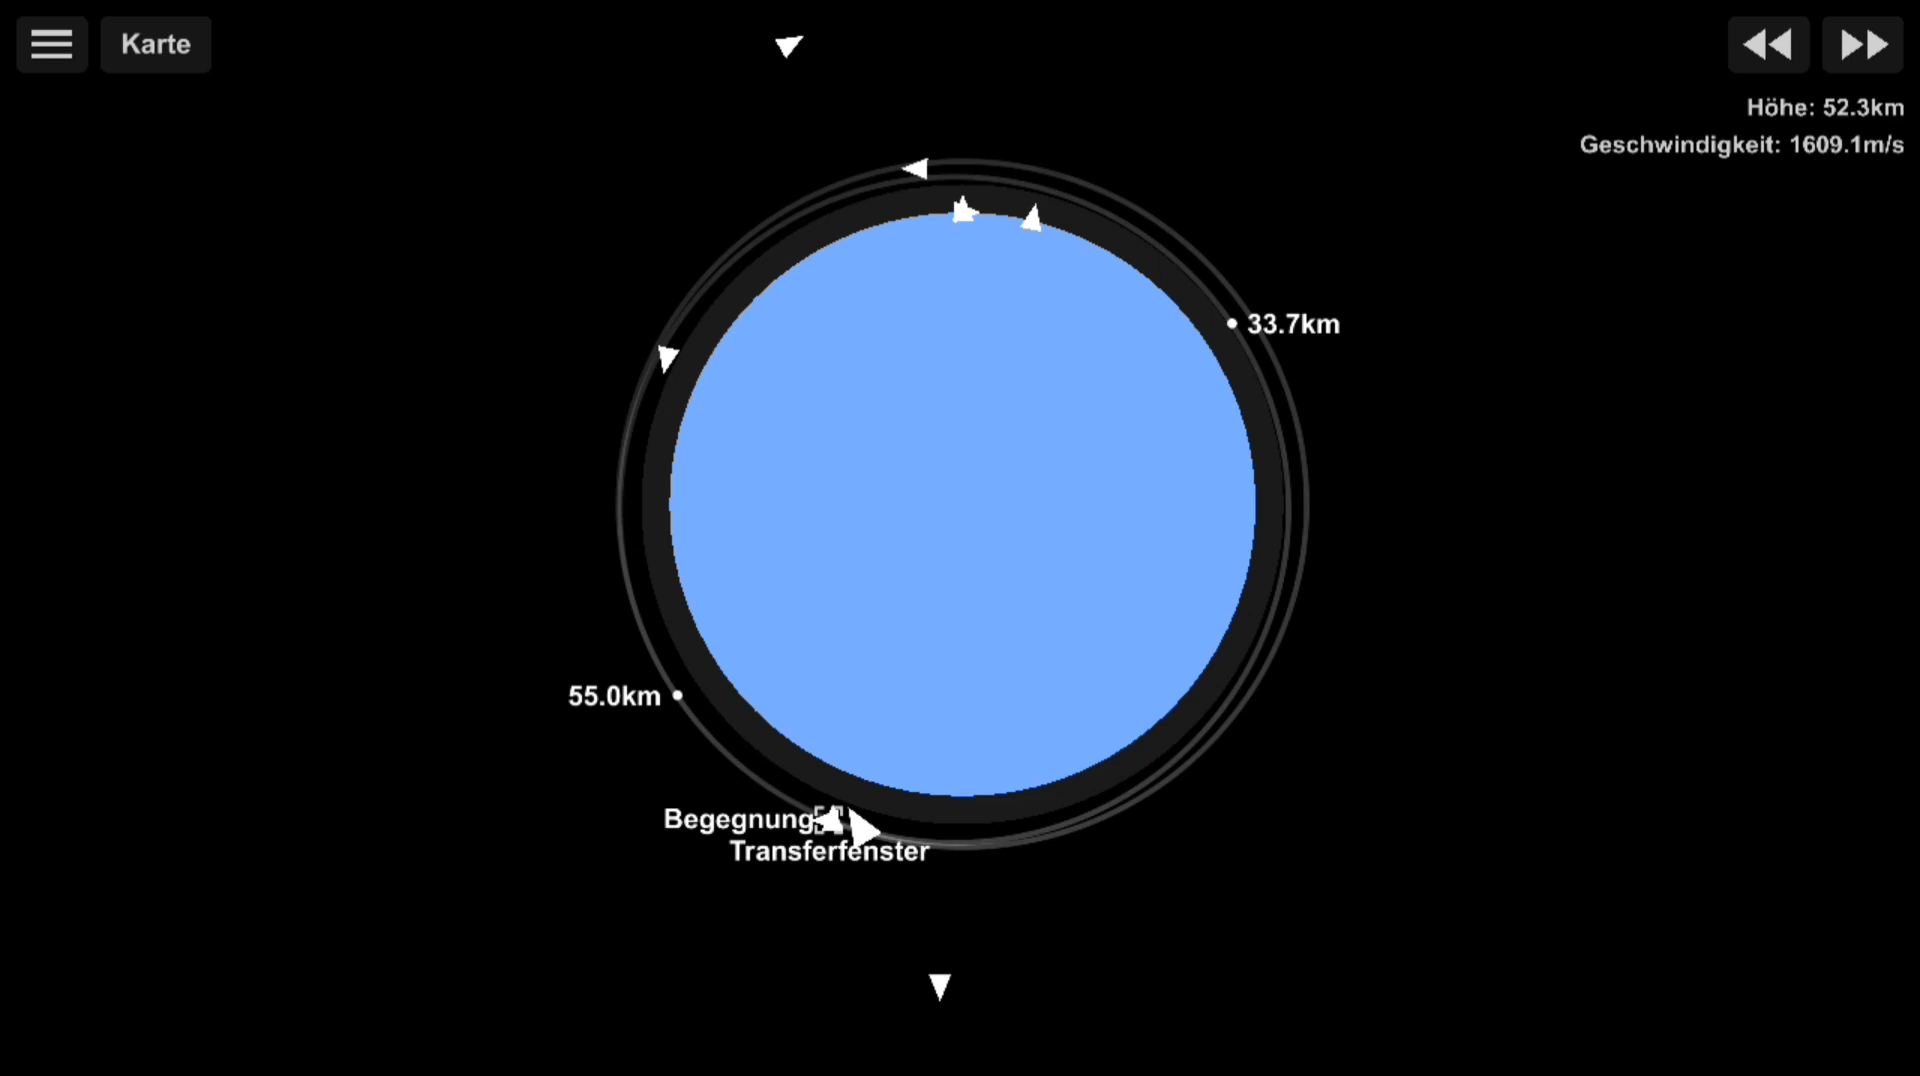 Karte
Höhe: 52.3km
Geschwindigkeit: 1609.1m/s
33.7km
55.0km
Begegnung
Transferfenster